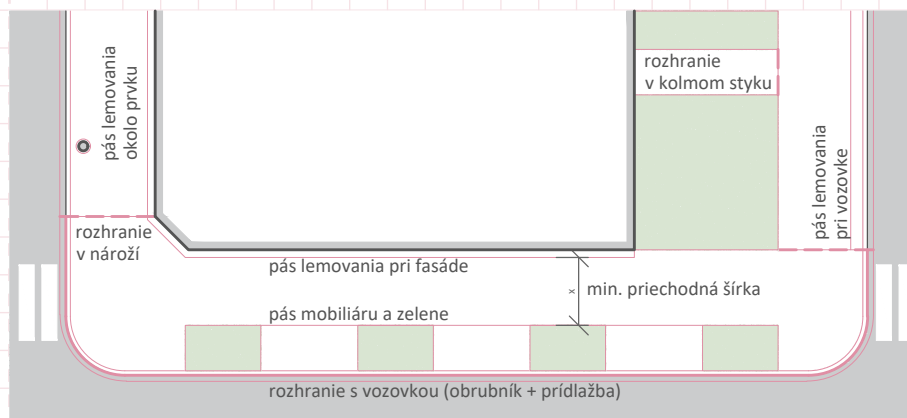 pás lemovania
okolo prvku
rozhranie
v kolmom styku
pás lemovania
pri vozovke
rozhranie
v nároží
pás lemovania pri fasáde
x
min. priechodná šírka
pás mobiliáru a zelene
rozhranie s vozovkou (obrubník + prídlažba)